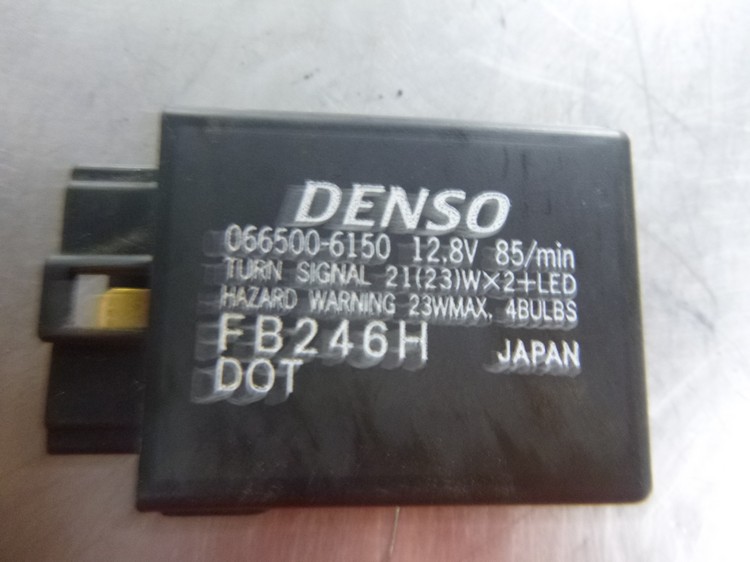 DENSO
066500-6150 12.8V 85/min
TURN SIGNAL 21(23)W×2+LED
HAZARD WARNING 23WMAX. 4BULBS
FB246H
JAPAN
DOT